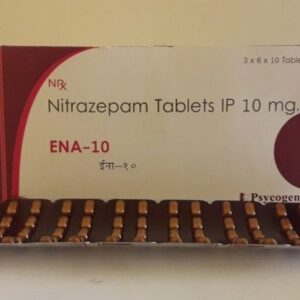 NRx
3 x 6 x 10 Table
Nitrazepam Tablets IP 10 mg.
ENA-10
ईना-१०
Psycogen